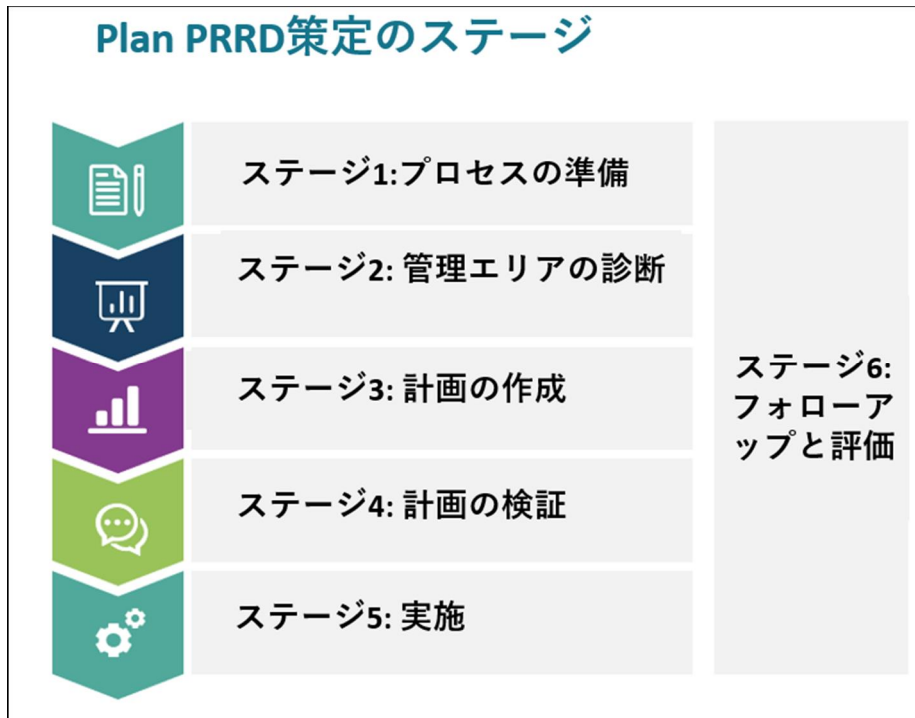 Plan PRRD策定のステージ
ステージ1:プロセスの準備
ステージ2: 管理エリアの診断
ステージ3: 計画の作成
ステージ4: 計画の検証
ステージ5: 実施
ステージ6:
フォローア
ップと評価